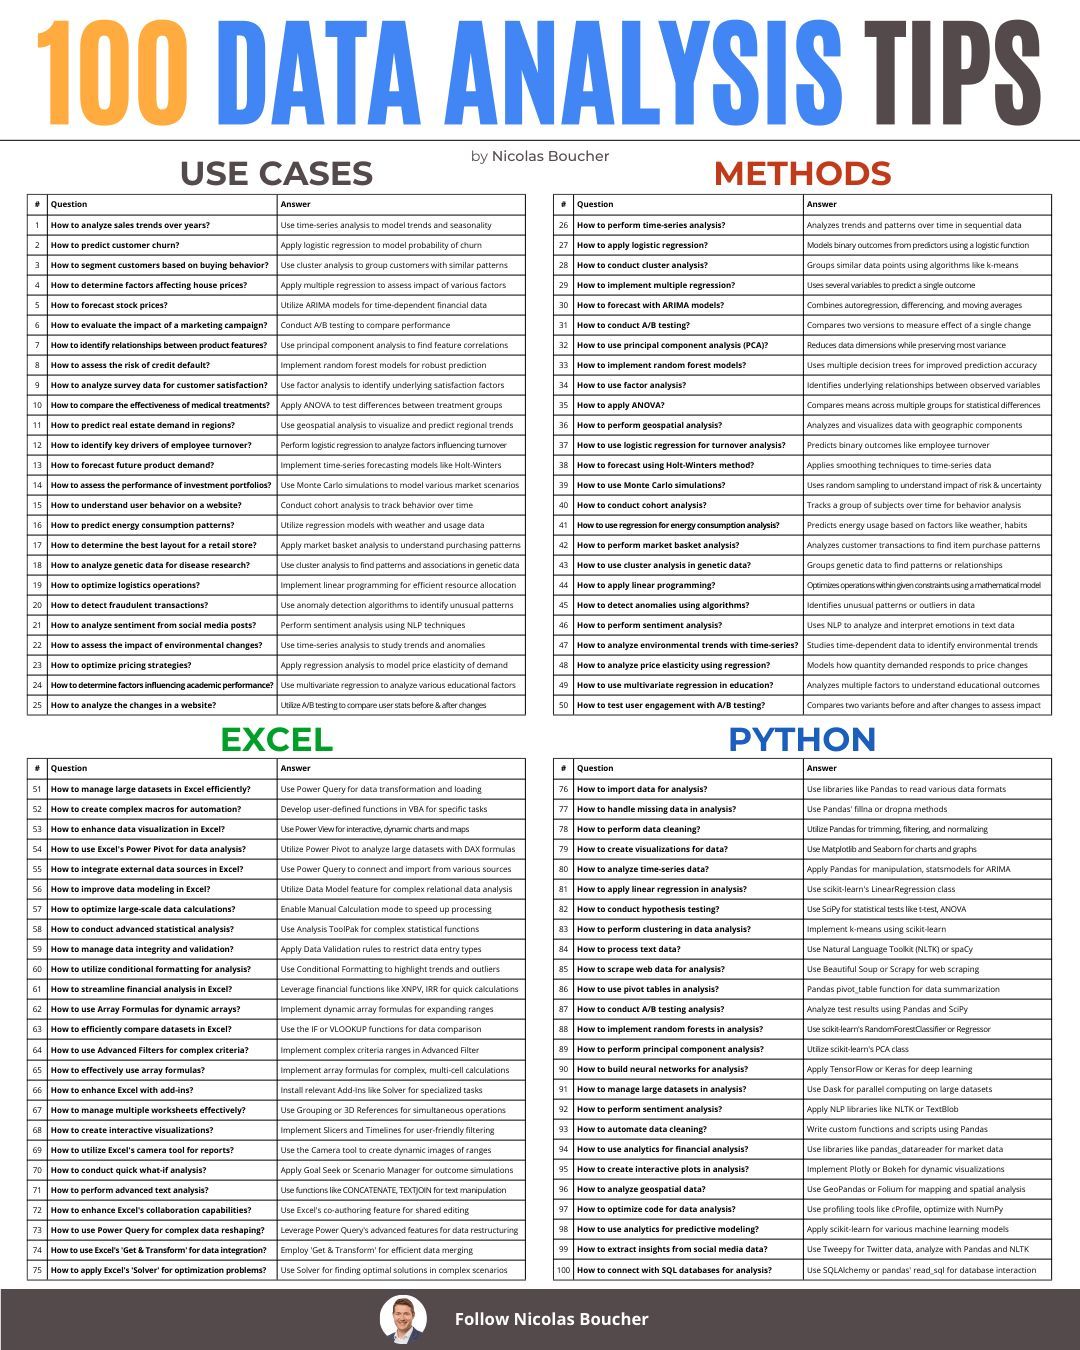 100 DATA ANALYSIS TIPS
by Nicolas Boucher
USE CASES
# Question Answer
1 How to analyze sales trends over years? Use time-series analysis to model trends and seasonality
2 How to predict customer churn? Apply logistic regression to model probability of churn
3 How to segment customers based on buying behavior? Use cluster analysis to group customers with similar patterns
4 How to determine factors affecting house prices? Apply multiple regression to assess impact of various factors
5 How to forecast stock prices? Utilize ARIMA models for time-dependent financial data
6 How to evaluate the impact of a marketing campaign? Conduct A/B testing to compare performance
7 How to identify relationships between product features? Use principal component analysis to find feature correlations
8 How to assess the risk of credit default? Implement random forest models for robust prediction
9 How to analyze survey data for customer satisfaction? Use factor analysis to identify underlying satisfaction factors
10 How to compare the effectiveness of medical treatments? Apply ANOVA to test differences between treatment groups
11 How to predict real estate demand in regions? Use geospatial analysis to visualize and predict regional trends
12 How to identify key drivers of employee turnover? Perform logistic regression to analyze factors influencing turnover
13 How to forecast future product demand? Implement time-series forecasting models like Holt-Winters
14 How to assess the performance of investment portfolios? Use Monte Carlo simulations to model various market scenarios
15 How to understand user behavior on a website? Conduct cohort analysis to track behavior over time
16 How to predict energy consumption patterns? Utilize regression models with weather and usage data
17 How to determine the best layout for a retail store? Apply market basket analysis to understand purchasing patterns
18 How to analyze genetic data for disease research? Use cluster analysis to find patterns and associations in genetic data
19 How to optimize logistics operations? Implement linear programming for efficient resource allocation
20 How to detect fraudulent transactions? Use anomaly detection algorithms to identify unusual patterns
21 How to analyze sentiment from social media posts? Perform sentiment analysis using NLP techniques
22 How to assess the impact of environmental changes? Use time-series analysis to study trends and anomalies
23 How to optimize pricing strategies? Apply regression analysis to model price elasticity of demand
24 How to determine factors influencing academic performance? Use multivariate regression to analyze various educational factors
25 How to analyze the changes in a website? Utilize A/B testing to compare user stats before & after changes
METHODS
# Question Answer
26 How to perform time-series analysis? Analyzes trends and patterns over time in sequential data
27 How to apply logistic regression? Models binary outcomes from predictors using a logistic function
28 How to conduct cluster analysis? Groups similar data points using algorithms like k-means
29 How to implement multiple regression? Uses several variables to predict a single outcome
30 How to forecast with ARIMA models? Combines autoregression, differencing, and moving averages
31 How to conduct A/B testing? Compares two versions to measure effect of a single change
32 How to use principal component analysis (PCA)? Reduces data dimensions while preserving most variance
33 How to implement random forest models? Uses multiple decision trees for improved prediction accuracy
34 How to use factor analysis? Identifies underlying relationships between observed variables
35 How to apply ANOVA? Compares means across multiple groups for statistical differences
36 How to perform geospatial analysis? Analyzes and visualizes data with geographic components
37 How to use logistic regression for turnover analysis? Predicts binary outcomes like employee turnover
38 How to forecast using Holt-Winters method? Applies smoothing techniques to time-series data
39 How to use Monte Carlo simulations? Uses random sampling to understand impact of risk & uncertainty
40 How to conduct cohort analysis? Tracks a group of subjects over time for behavior analysis
41 How to use regression for energy consumption analysis? Predicts energy usage based on factors like weather, habits
42 How to perform market basket analysis? Analyzes customer transactions to find item purchase patterns
43 How to use cluster analysis in genetic data? Groups genetic data to find patterns or relationships
44 How to apply linear programming? Optimizes operations within given constraints using a mathematical model
45 How to detect anomalies using algorithms? Identifies unusual patterns or outliers in data
46 How to perform sentiment analysis? Uses NLP to analyze and interpret emotions in text data
47 How to analyze environmental trends with time-series? Studies time-dependent data to identify environmental trends
48 How to analyze price elasticity using regression? Models how quantity demanded responds to price changes
49 How to use multivariate regression in education? Analyzes multiple factors to understand educational outcomes
50 How to test user engagement with A/B testing? Compares two variants before and after changes to assess impact
EXCEL
# Question Answer
51 How to manage large datasets in Excel efficiently? Use Power Query for data transformation and loading
52 How to create complex macros for automation? Develop user-defined functions in VBA for specific tasks
53 How to enhance data visualization in Excel? Use Power View for interactive, dynamic charts and maps
54 How to use Excel's Power Pivot for data analysis? Utilize Power Pivot to analyze large datasets with DAX formulas
55 How to integrate external data sources in Excel? Use Power Query to connect and import from various sources
56 How to improve data modeling in Excel? Utilize Data Model feature for complex relational data analysis
57 How to optimize large-scale data calculations? Enable Manual Calculation mode to speed up processing
58 How to conduct advanced statistical analysis? Use Analysis ToolPak for complex statistical functions
59 How to manage data integrity and validation? Apply Data Validation rules to restrict data entry types
60 How to utilize conditional formatting for analysis? Use Conditional Formatting to highlight trends and outliers
61 How to streamline financial analysis in Excel? Leverage financial functions like XNPV, IRR for quick calculations
62 How to use Array Formulas for dynamic arrays? Implement dynamic array formulas for expanding ranges
63 How to efficiently compare datasets in Excel? Use the IF or VLOOKUP functions for data comparison
64 How to use Advanced Filters for complex criteria? Implement complex criteria ranges in Advanced Filter
65 How to effectively use array formulas? Implement array formulas for complex, multi-cell calculations
66 How to enhance Excel with add-ins? Install relevant Add-Ins like Solver for specialized tasks
67 How to manage multiple worksheets effectively? Use Grouping or 3D References for simultaneous operations
68 How to create interactive visualizations? Implement Slicers and Timelines for user-friendly filtering
69 How to utilize Excel's camera tool for reports? Use the Camera tool to create dynamic images of ranges
70 How to conduct quick what-if analysis? Apply Goal Seek or Scenario Manager for outcome simulations
71 How to perform advanced text analysis? Use functions like CONCATENATE, TEXTJOIN for text manipulation
72 How to enhance Excel's collaboration capabilities? Use Excel's co-authoring feature for shared editing
73 How to use Power Query for complex data reshaping? Leverage Power Query's advanced features for data restructuring
74 How to use Excel's 'Get & Transform' for data integration? Employ 'Get & Transform' for efficient data merging
75 How to apply Excel's 'Solver' for optimization problems? Use Solver for finding optimal solutions in complex scenarios
PYTHON
# Question Answer
76 How to import data for analysis? Use libraries like Pandas to read various data formats
77 How to handle missing data in analysis? Use Pandas' fillna or dropna methods
78 How to perform data cleaning? Utilize Pandas for trimming, filtering, and normalizing
79 How to create visualizations for data? Use Matplotlib and Seaborn for charts and graphs
80 How to analyze time-series data? Apply Pandas for manipulation, statsmodels for ARIMA
81 How to apply linear regression in analysis? Use scikit-learn's LinearRegression class
82 How to conduct hypothesis testing? Use SciPy for statistical tests like t-test, ANOVA
83 How to perform clustering in data analysis? Implement k-means using scikit-learn
84 How to process text data? Use Natural Language Toolkit (NLTK) or spaCy
85 How to scrape web data for analysis? Use Beautiful Soup or Scrapy for web scraping
86 How to use pivot tables in analysis? Pandas pivot_table function for data summarization
87 How to conduct A/B testing analysis? Analyze test results using Pandas and SciPy
88 How to implement random forests in analysis? Use scikit-learn's RandomForestClassifier or Regressor
89 How to perform principal component analysis? Utilize scikit-learn's PCA class
90 How to build neural networks for analysis? Apply TensorFlow or Keras for deep learning
91 How to manage large datasets in analysis? Use Dask for parallel computing on large datasets
92 How to perform sentiment analysis? Apply NLP libraries like NLTK or TextBlob
93 How to automate data cleaning? Write custom functions and scripts using Pandas
94 How to use analytics for financial analysis? Use libraries like pandas_datareader for market data
95 How to create interactive plots in analysis? Implement Plotly or Bokeh for dynamic visualizations
96 How to analyze geospatial data? Use GeoPandas or Folium for mapping and spatial analysis
97 How to optimize code for data analysis? Use profiling tools like cProfile, optimize with NumPy
98 How to use analytics for predictive modeling? Apply scikit-learn for various machine learning models
99 How to extract insights from social media data? Use Tweepy for Twitter data, analyze with Pandas and NLTK
100 How to connect with SQL databases for analysis? Use SQLAlchemy or pandas' read_sql for database interaction
Follow Nicolas Boucher